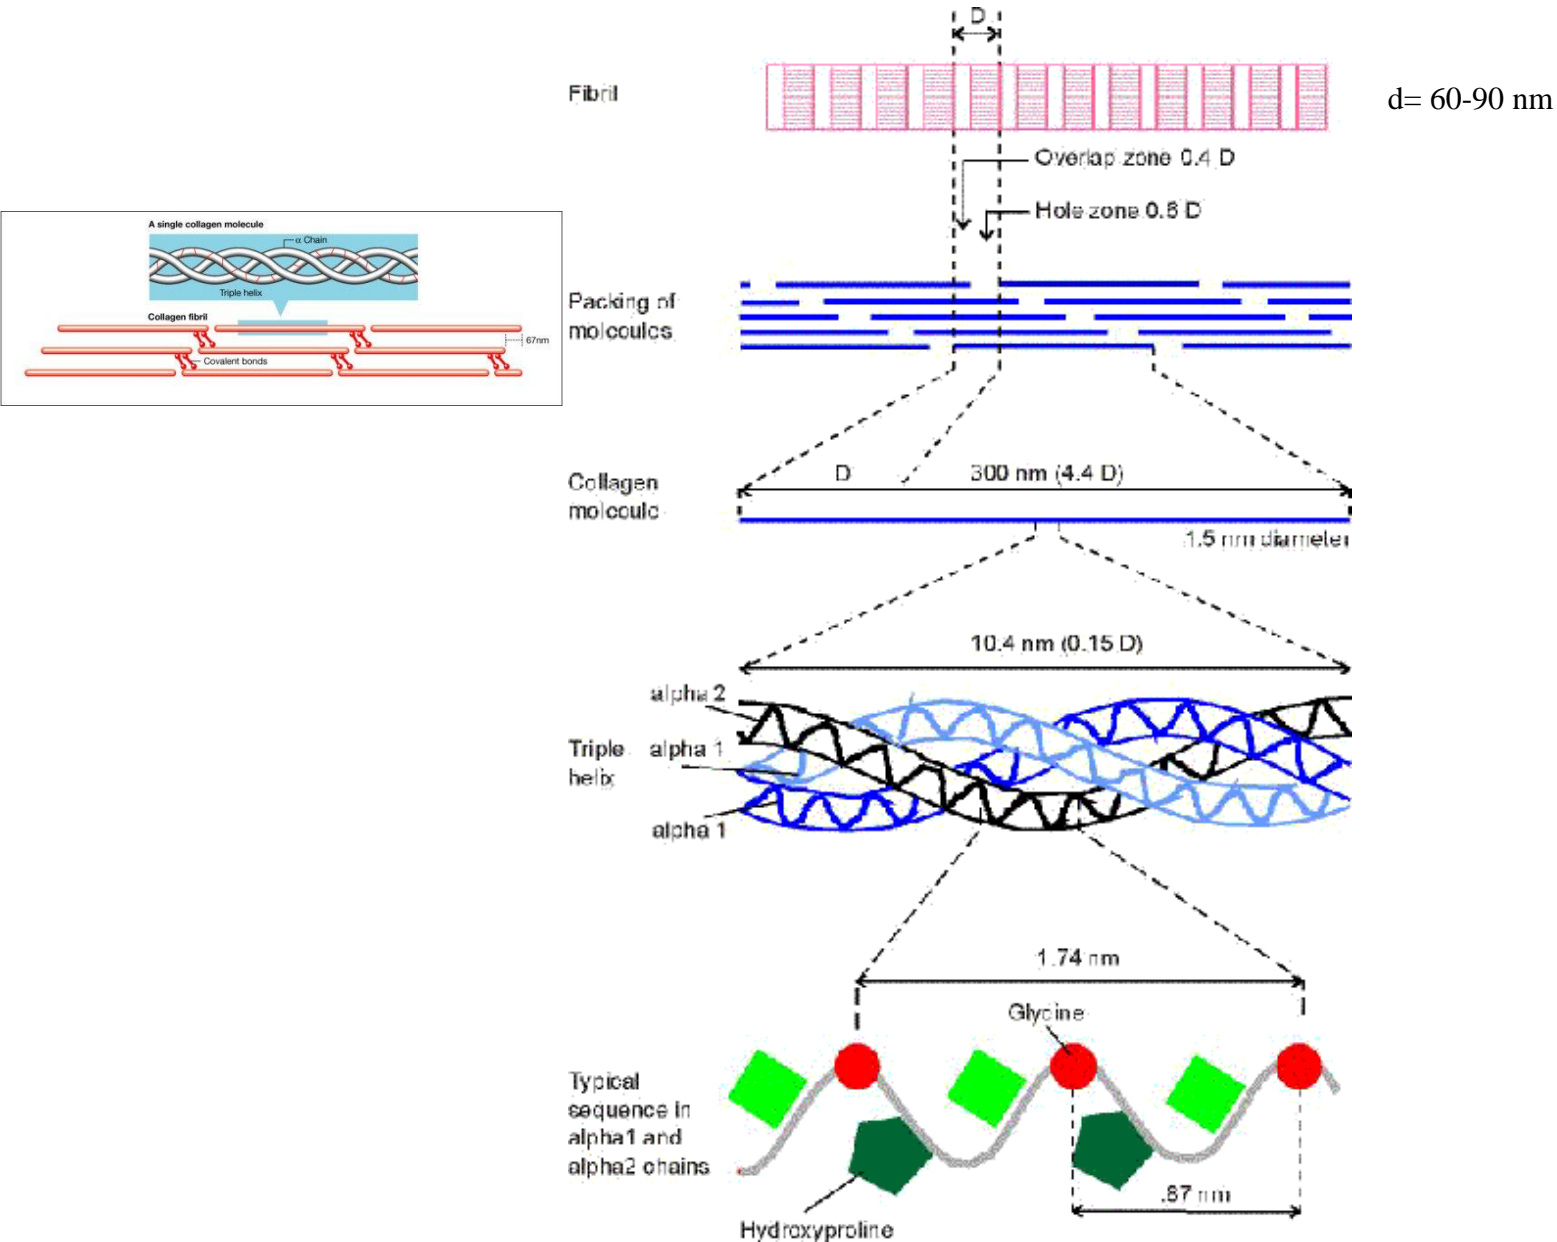 D
Fibril
d= 60-90 nm
Overlap zone 0.4 D
Hole zone 0.6 D
A single collagen molecule
α Chain
Triple helix
Collagen fibril
67nm
Covalent bonds
Packing of
molecules
Collagen
molecule
D
300 nm (4.4 D)
1.5 nm diameter
10.4 nm (0.15 D)
alpha 2
Triple
helix
alpha 1
alpha 1
1.74 nm
Glycine
Typical
sequence in
alpha1 and
alpha2 chains
.87 nm
Hydroxyproline